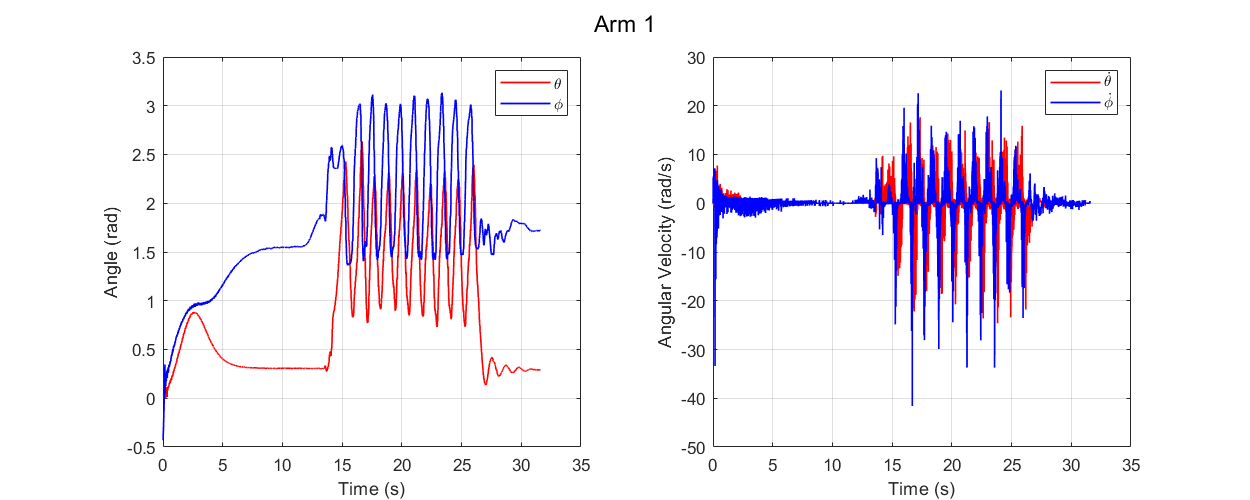 Arm 1
3.5
3
2.5
2
1.5
1
0.5
0
-0.5
0 5 10 15 20 25 30 35
Time (s)
Angle (rad)
θ
ϕ
30
20
10
0
-10
-20
-30
-40
-50
0 5 10 15 20 25 30 35
Time (s)
Angular Velocity (rad/s)
θ̇
ϕ̇